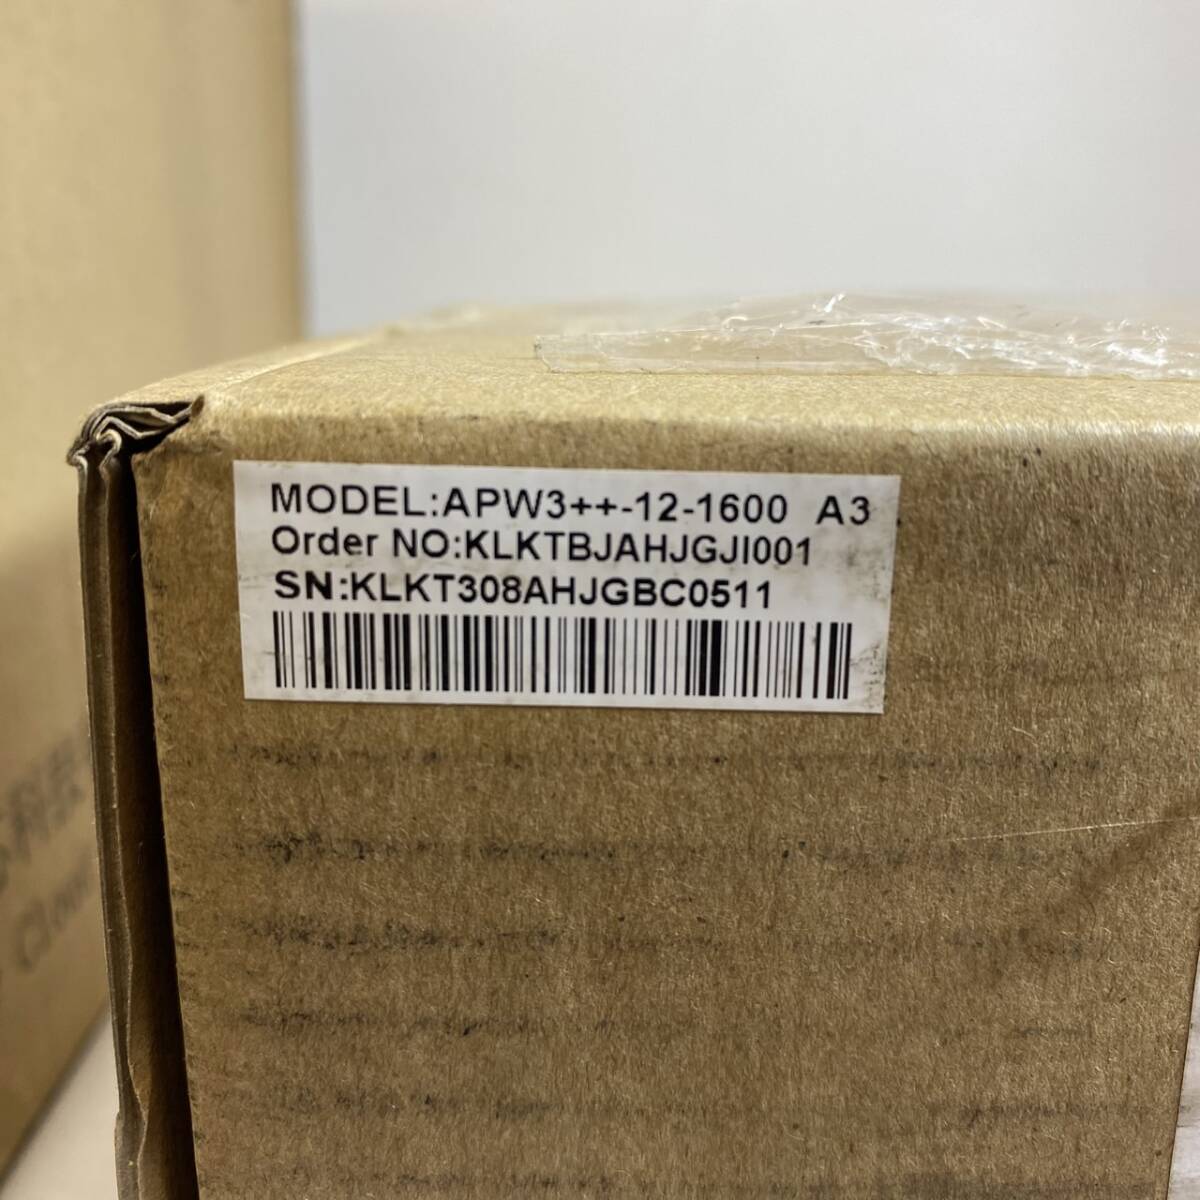 MODEL:APW3++-12-1600 A3
Order NO:KLKTBJAHJGJI001
SN:KLKT308AHJGBC0511